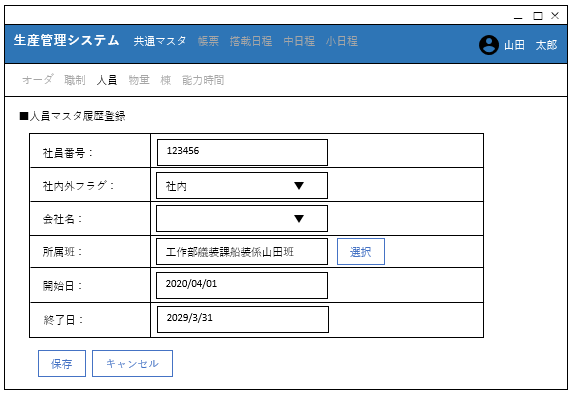 生産管理システム 共通マスタ 帳票 搭載日程 中日程 小日程 山田 太郎
オーダ 職制 人員 物量 棟 能力時間
■人員マスタ履歴登録
社員番号： 123456
社内外フラグ： 社内 ▼
会社名： ▼
所属班： 工作部艤装課船装係山田班 選択
開始日： 2020/04/01
終了日： 2029/3/31
保存 キャンセル